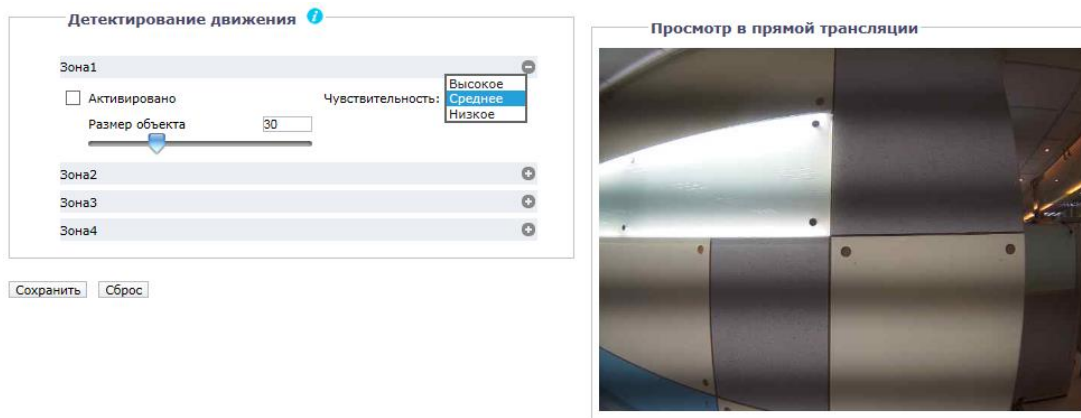 Детектирование движения
Просмотр в прямой трансляции
Зона1
Активировано
Чувствительность:
Высокое
Среднее
Низкое
Размер объекта 30
Зона2
Зона3
Зона4
Сохранить Сброс